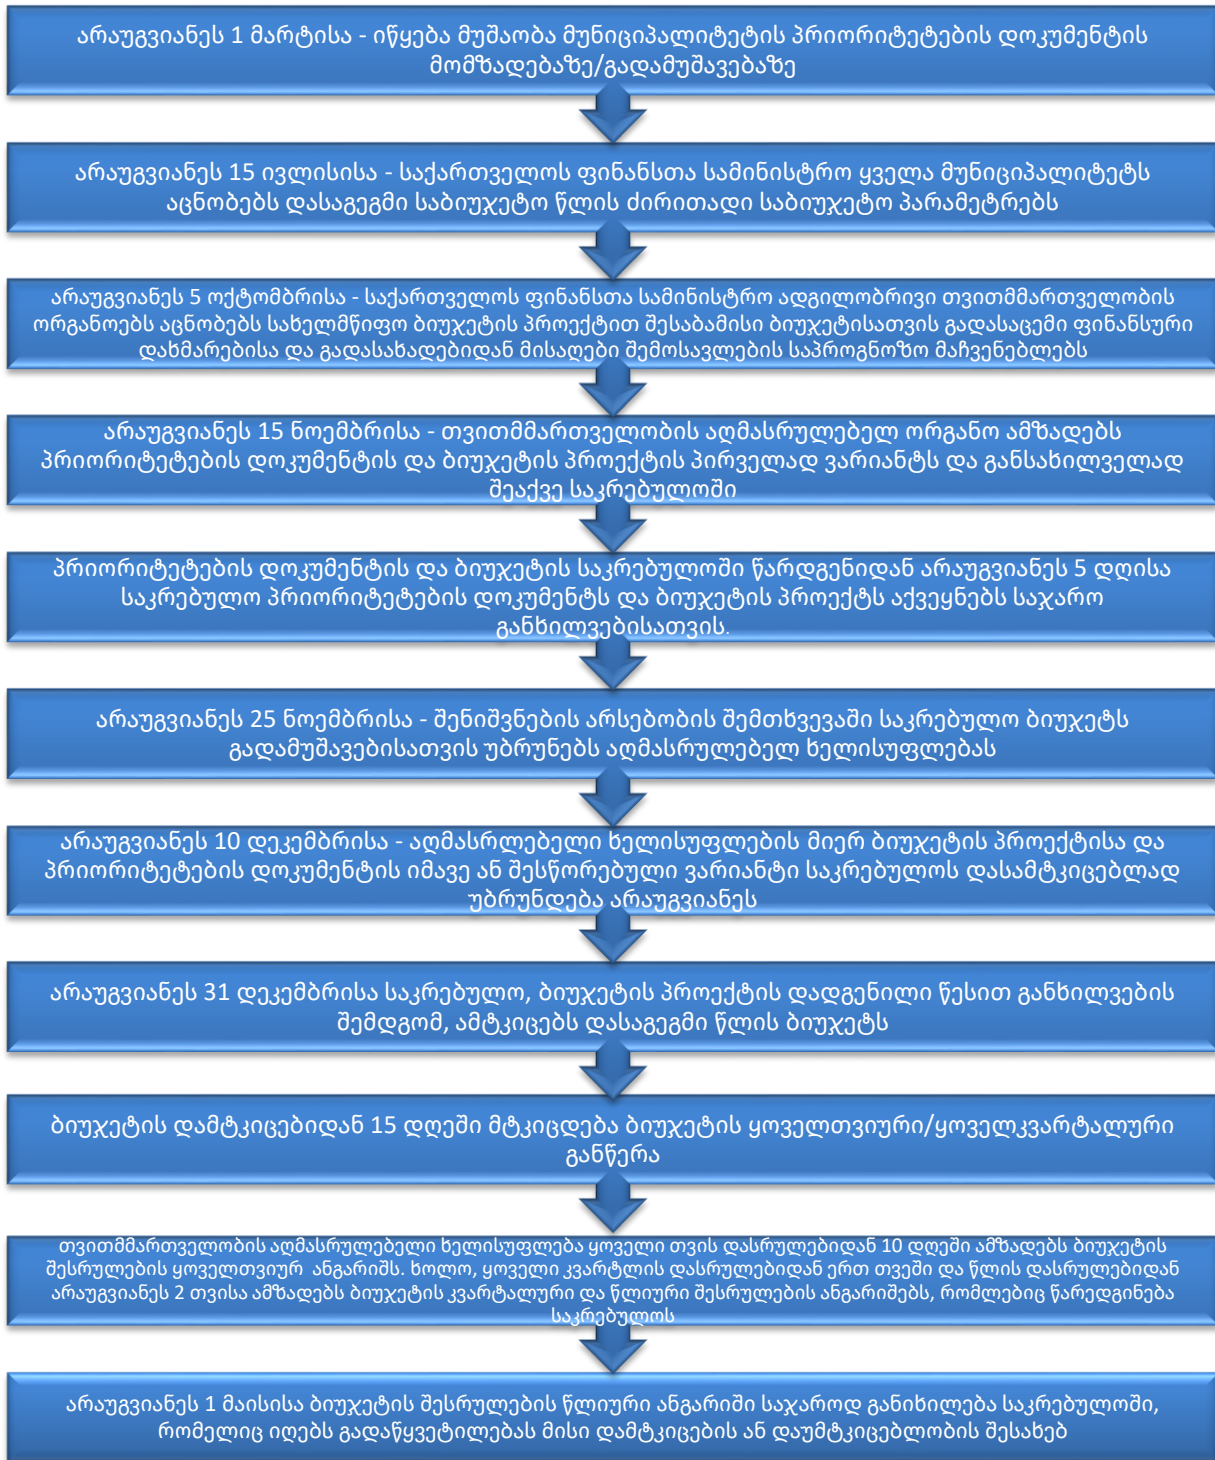 არაუგვიანეს 1 მარტისა - იწყება მუშაობა მუნიციპალიტეტის პრიორიტეტების დოკუმენტის
მომზადებაზე/გადამუშავებაზე
არაუგვიანეს 15 ივლისისა - საქართველოს ფინანსთა სამინისტრო ყველა მუნიციპალიტეტს
აცნობებს დასაგეგმი საბიუჯეტო წლის ძირითადი საბიუჯეტო პარამეტრებს
არაუგვიანეს 5 ოქტომბრისა - საქართველოს ფინანსთა სამინისტრო ადგილობრივი თვითმმართველობის
ორგანოებს აცნობებს სახელმწიფო ბიუჯეტის პროექტით შესაბამისი ბიუჯეტისათვის გადასაცემი ფინანსური
დახმარებისა და გადასახადებიდან მისაღები შემოსავლების საპროგნოზო მაჩვენებლებს
არაუგვიანეს 15 ნოემბრისა - თვითმმართველობის აღმასრულებელ ორგანო ამზადებს
პრიორიტეტების დოკუმენტის და ბიუჯეტის პროექტის პირველად ვარიანტს და განსახილველად
შეაქვე საკრებულოში
პრიორიტეტების დოკუმენტის და ბიუჯეტის საკრებულოში წარდგენიდან არაუგვიანეს 5 დღისა
საკრებულო პრიორიტეტების დოკუმენტს და ბიუჯეტის პროექტს აქვეყნებს საჯარო
განხილვებისათვის.
არაუგვიანეს 25 ნოემბრისა - შენიშვნების არსებობის შემთხვევაში საკრებულო ბიუჯეტს
გადამუშავებისათვის უბრუნებს აღმასრულებელ ხელისუფლებას
არაუგვიანეს 10 დეკემბრისა - აღმასრლებელი ხელისუფლების მიერ ბიუჯეტის პროექტისა და
პრიორიტეტების დოკუმენტის იმავე ან შესწორებული ვარიანტი საკრებულოს დასამტკიცებლად
უბრუნდება არაუგვიანეს
არაუგვიანეს 31 დეკემბრისა საკრებულო, ბიუჯეტის პროექტის დადგენილი წესით განხილვების
შემდგომ, ამტკიცებს დასაგეგმი წლის ბიუჯეტს
ბიუჯეტის დამტკიცებიდან 15 დღეში მტკიცდება ბიუჯეტის ყოველთვიური/ყოველკვარტალური
განწერა
თვითმმართველობის აღმასრულებელი ხელისუფლება ყოველი თვის დასრულებიდან 10 დღეში ამზადებს ბიუჯეტის
შესრულების ყოველთვიურ ანგარიშს. ხოლო, ყოველი კვარტლის დასრულებიდან ერთ თვეში და წლის დასრულებიდან
არაუგვიანეს 2 თვისა ამზადებს ბიუჯეტის კვარტალური და წლიური შესრულების ანგარიშებს, რომლებიც წარედგინება
საკრებულოს
არაუგვიანეს 1 მაისისა ბიუჯეტის შესრულების წლიური ანგარიში საჯაროდ განიხილება საკრებულოში,
რომელიც იღებს გადაწყვეტილებას მისი დამტკიცების ან დაუმტკიცებლობის შესახებ